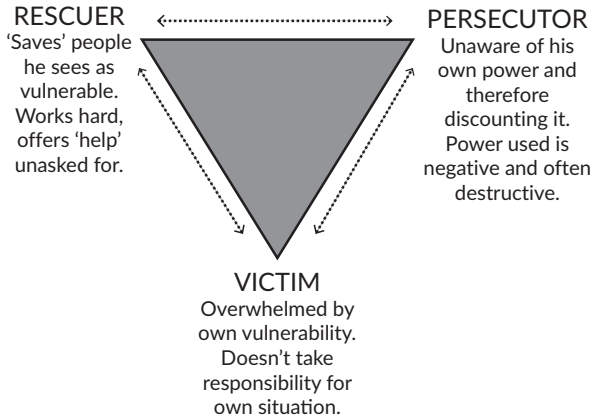 RESCUER
‘Saves’ people
he sees as
vulnerable.
Works hard,
offers ‘help’
unasked for.
PERSECUTOR
Unaware of his
own power and
therefore
discounting it.
Power used is
negative and often
destructive.
VICTIM
Overwhelmed by
own vulnerability.
Doesn’t take
responsibility for
own situation.